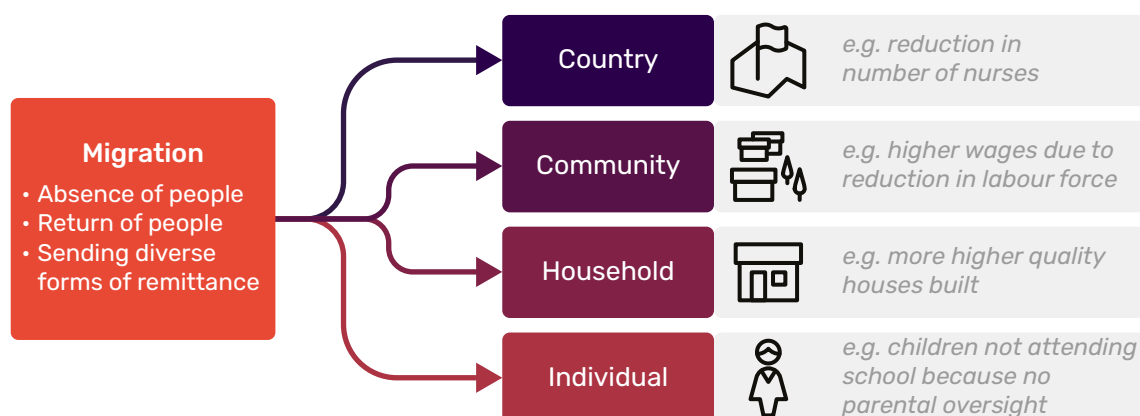 Migration
• Absence of people
• Return of people
• Sending diverse
forms of remittance
Country
e.g. reduction in
number of nurses
Community
e.g. higher wages due to
reduction in labour force
Household
e.g. more higher quality
houses built
Individual
e.g. children not attending
school because no
parental oversight